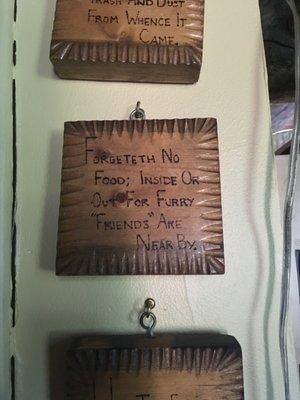 Trash And Dust
From Whence It
Came.
Forgeteth No
Food; Inside Or
Out For Furry
"Friends" Are
Near By.